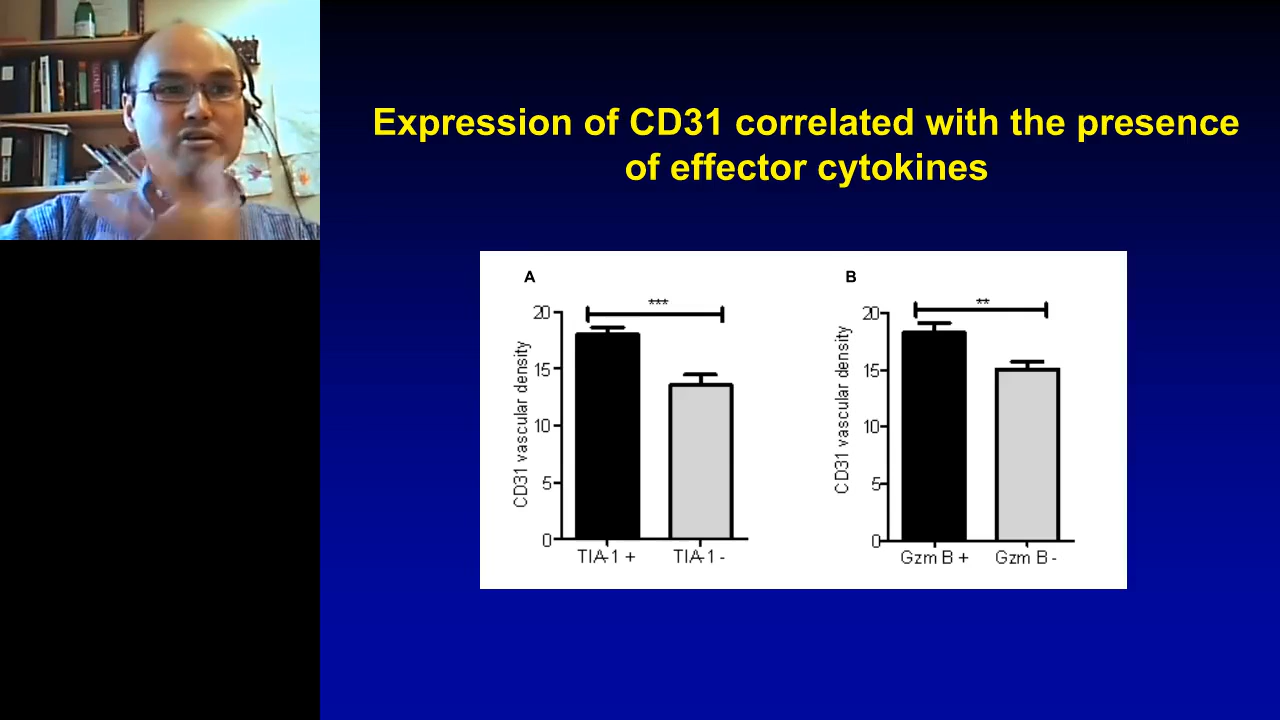 Expression of CD31 correlated with the presence
of effector cytokines
A
B
***
**
20
15
10
5
0
CD31 vascular density
TIA-1 +
TIA-1 -
20
15
10
5
0
CD31 vascular density
Gzm B +
Gzm B -